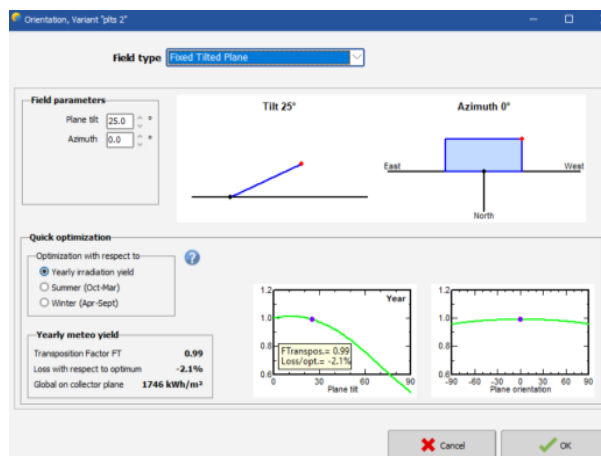 Orientation, Variant "plts 2"
Field type Fixed Tilted Plane
Field parameters
Plane tilt 25.0 °
Azimuth 0.0 °
Tilt 25°
Azimuth 0°
East West
North
Quick optimization
Optimization with respect to
Yearly irradiation yield
Summer (Oct-Mar)
Winter (Apr-Sept)
?
Yearly meteo yield
Transposition Factor FT 0.99
Loss with respect to optimum -2.1%
Global on collector plane 1746 kWh/m²
1.2
1.0
0.8
0.6
Year
FTranspos.= 0.99
Loss/opt.= -2.1%
0 30 60 90
Plane tilt
1.2
1.0
0.8
0.6
-90 -60 -30 0 30 60 90
Plane orientation
Cancel
OK